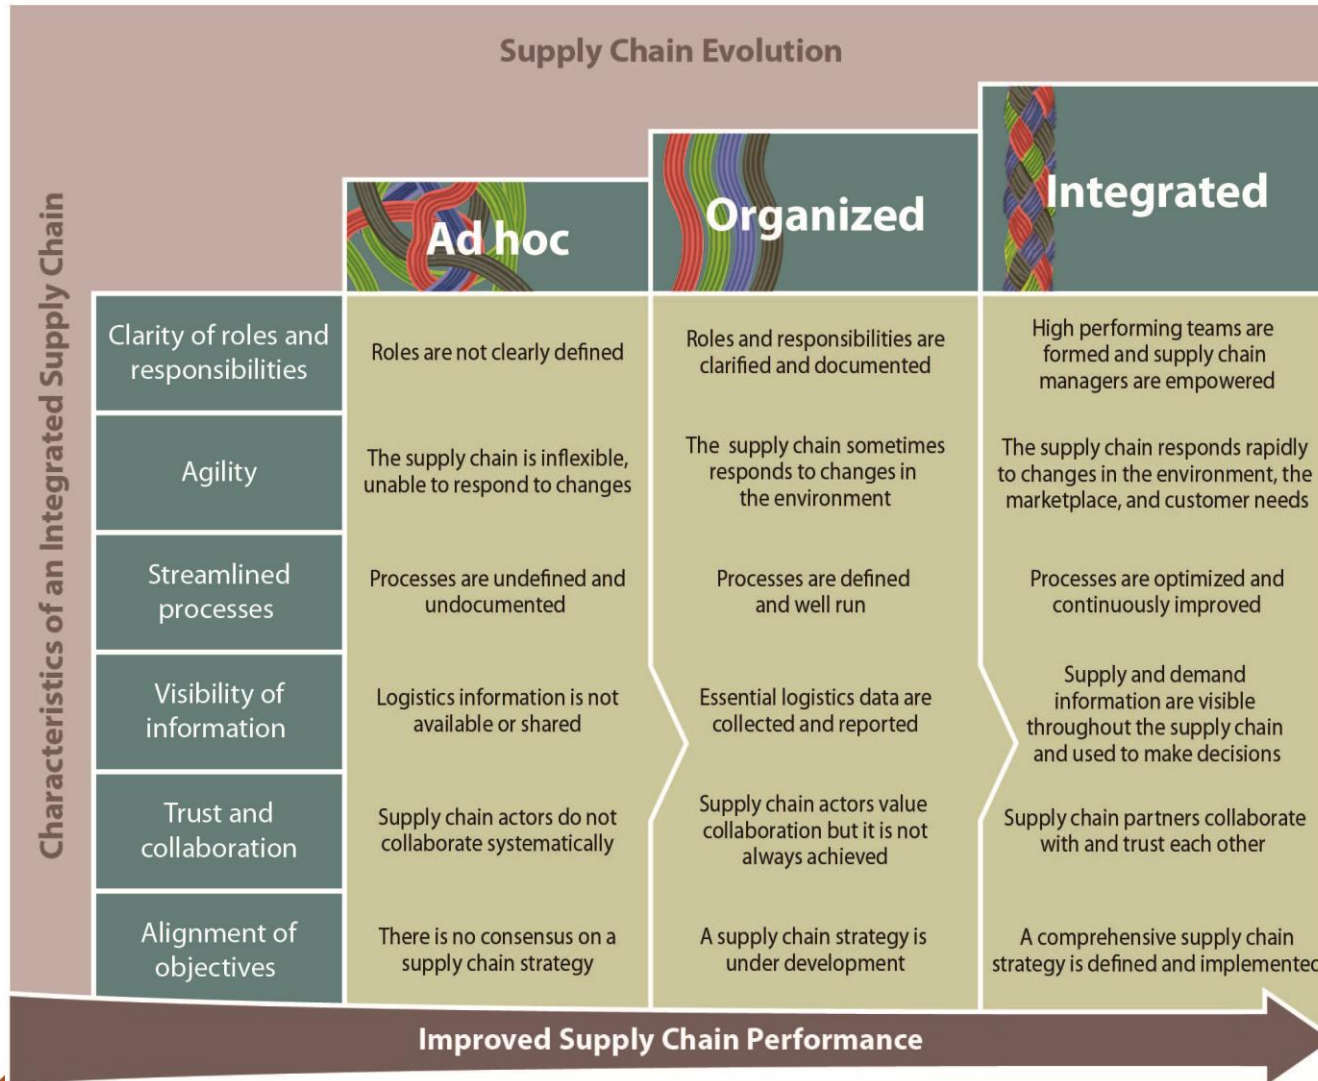 Supply Chain Evolution
Characteristics of an Integrated Supply Chain
Ad hoc
Organized
Integrated
Clarity of roles and
responsibilities
Roles are not clearly defined
Roles and responsibilities are
clarified and documented
High performing teams are
formed and supply chain
managers are empowered
Agility
The supply chain is inflexible,
unable to respond to changes
The supply chain sometimes
responds to changes in
the environment
The supply chain responds rapidly
to changes in the environment, the
marketplace, and customer needs
Streamlined
processes
Processes are undefined and
undocumented
Processes are defined
and well run
Processes are optimized and
continuously improved
Visibility of
information
Logistics information is not
available or shared
Essential logistics data are
collected and reported
Supply and demand
information are visible
throughout the supply chain
and used to make decisions
Trust and
collaboration
Supply chain actors do not
collaborate systematically
Supply chain actors value
collaboration but it is not
always achieved
Supply chain partners collaborate
with and trust each other
Alignment of
objectives
There is no consensus on a
supply chain strategy
A supply chain strategy is
under development
A comprehensive supply chain
strategy is defined and implemented
Improved Supply Chain Performance